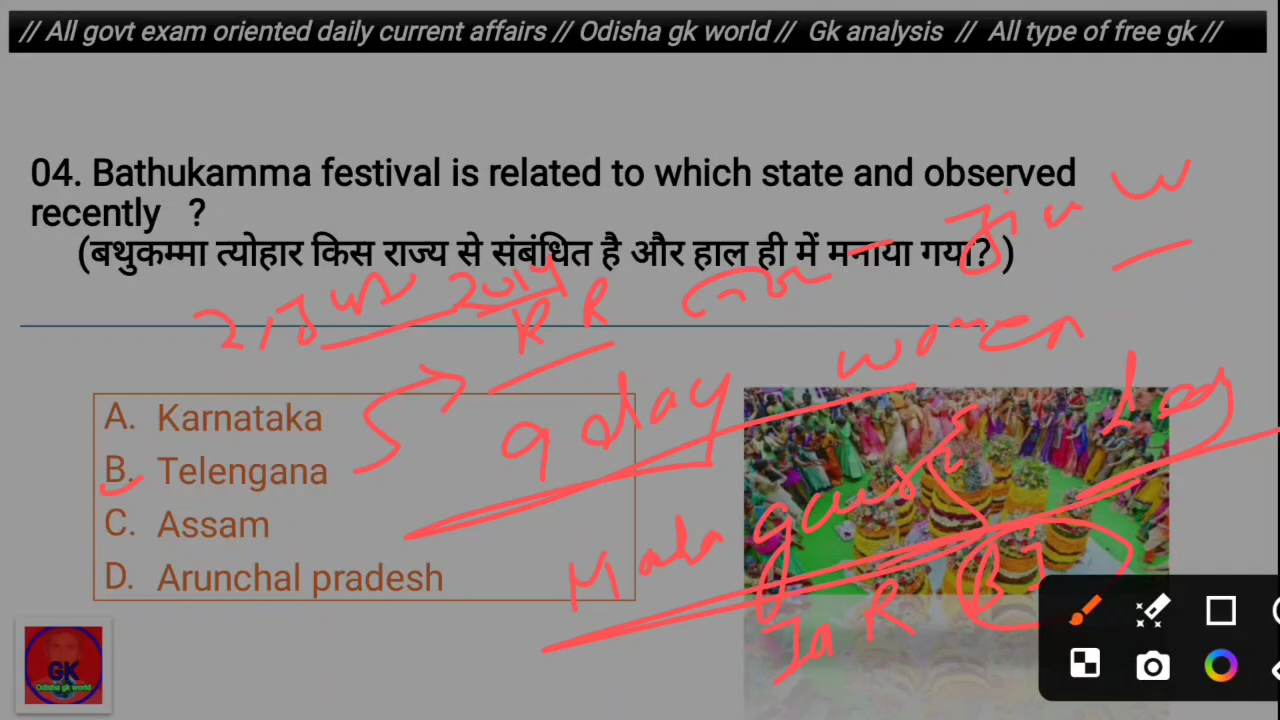 // All govt exam oriented daily current affairs // Odisha gk world //  Gk analysis  //  All type of free gk //
04. Bathukamma festival is related to which state and observed
recently ?
(बथुकम्मा त्योहार किस राज्य से संबंधित है और हाल ही में मनाया गया? )
2014
R R
women
9 day
A. Karnataka
B. Telengana
C. Assam
D. Arunchal pradesh
Mata
GK
Odisha gk world